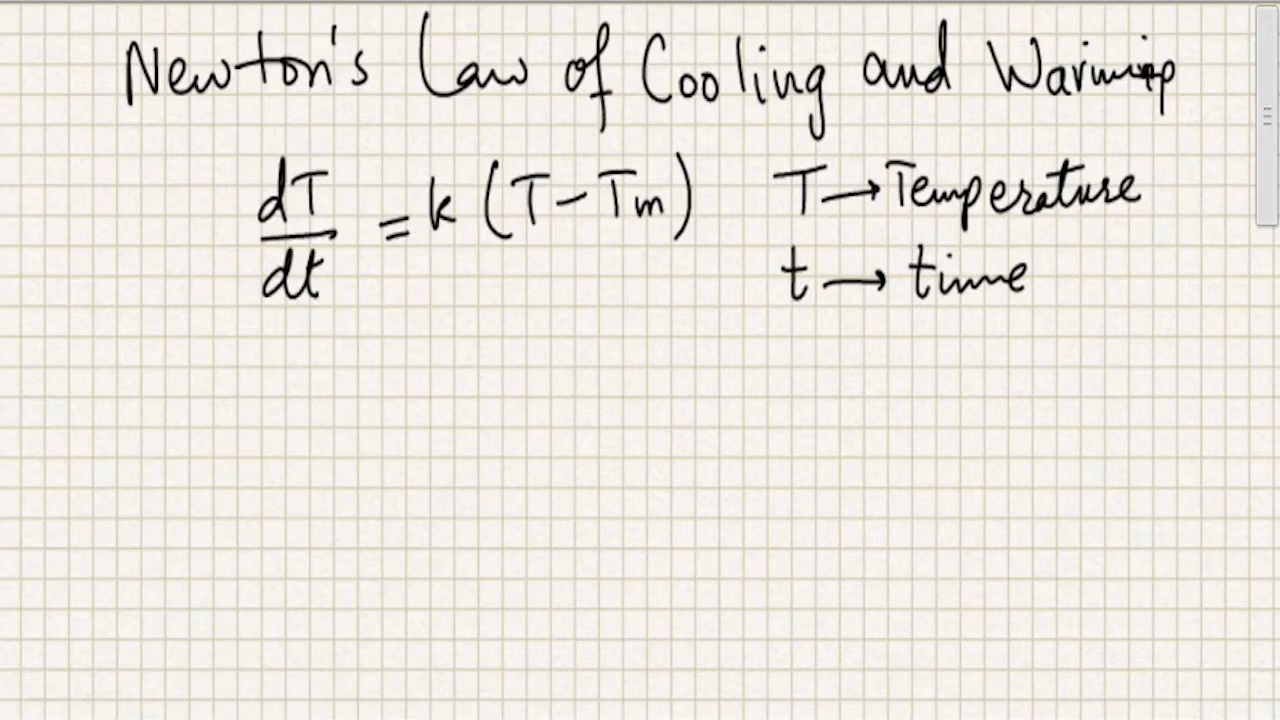 Newton's Law of Cooling and Warming
dT/dt = k (T - Tm)
T → Temperature
t → time